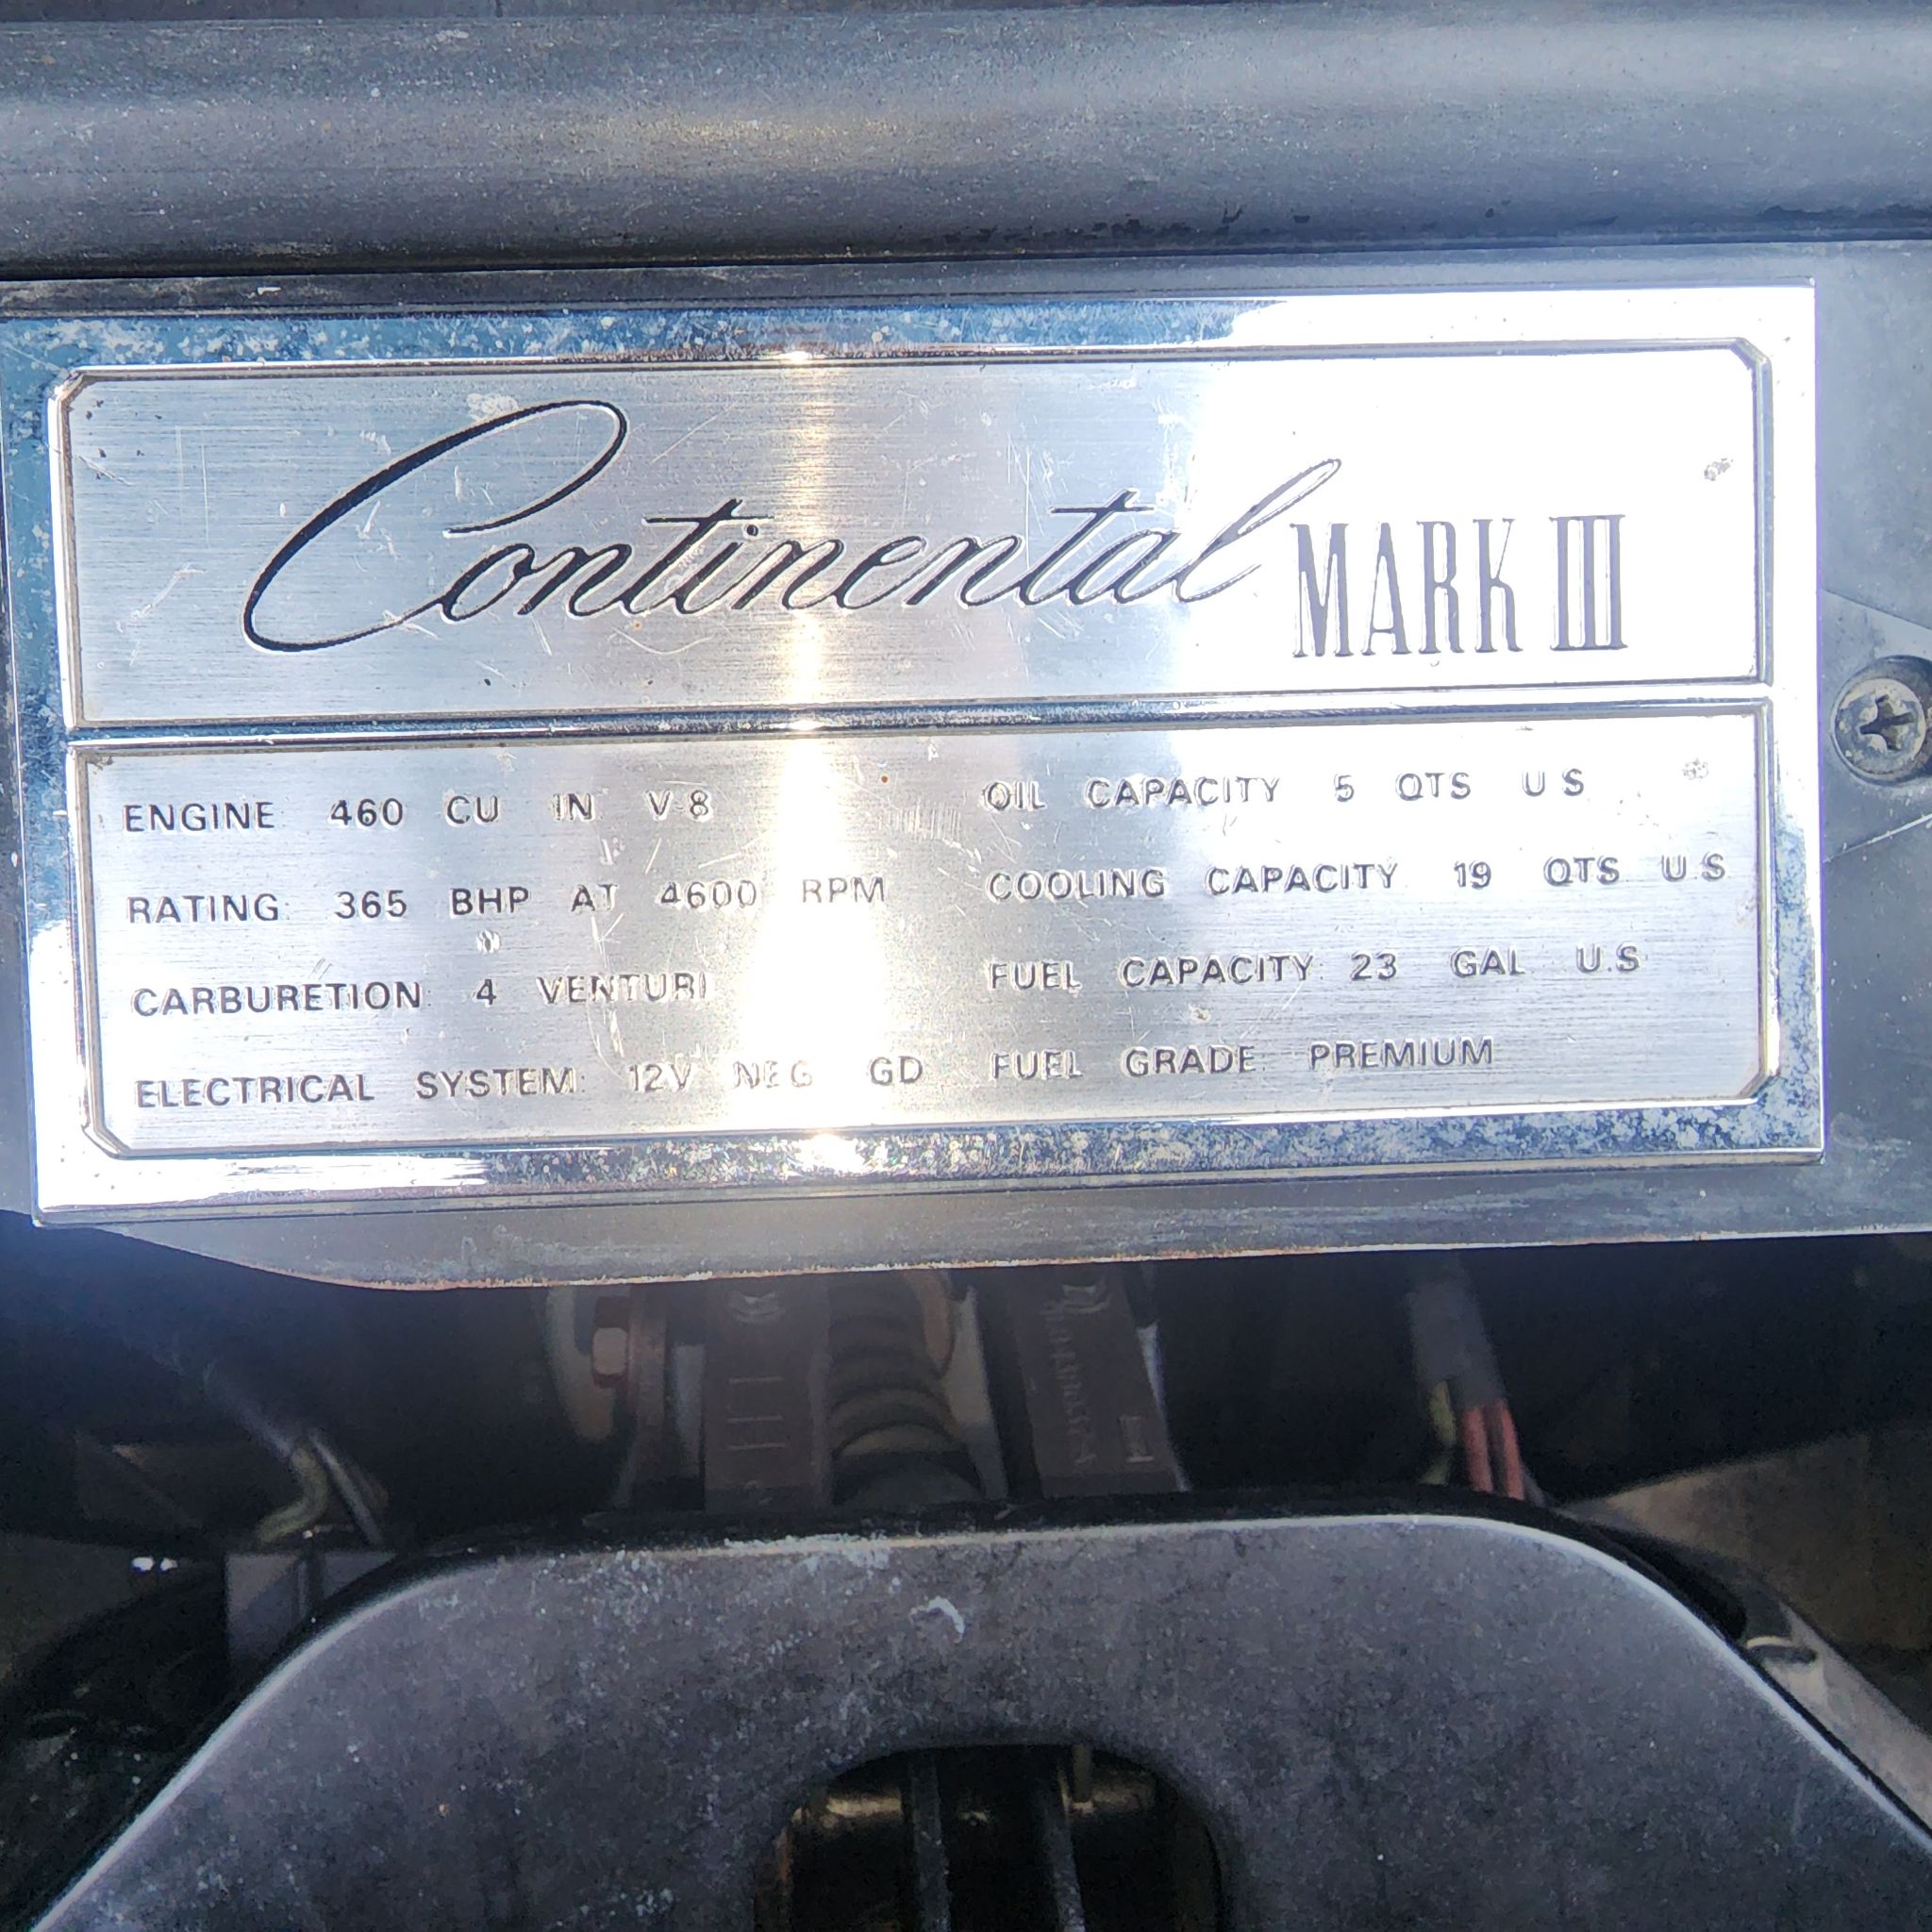 Continental MARK III
ENGINE: 460 CU IN V-8
RATING: 365 BHP AT 4600 RPM
CARBURETION: 4 VENTURI
ELECTRICAL SYSTEM: 12V NEG GD
OIL CAPACITY 5 QTS U S
COOLING CAPACITY 19 QTS U.S
FUEL CAPACITY: 23 GAL U.S
FUEL GRADE: PREMIUM